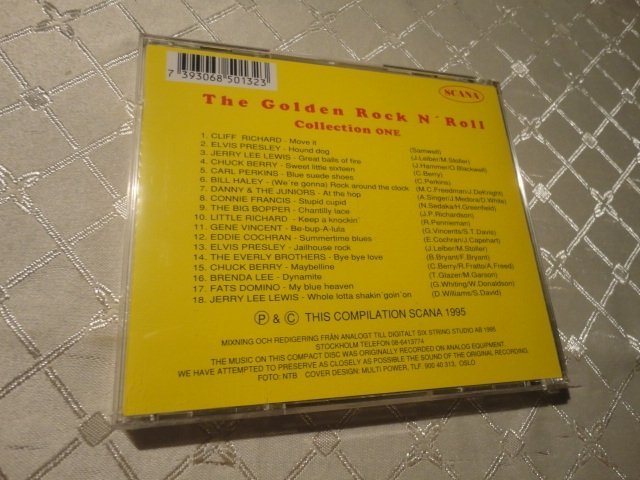 7 393068 501323
SCANA
The Golden Rock N´Roll
Collection ONE
1. CLIFF RICHARD - Move it (Samwell)
2. ELVIS PRESLEY - Hound dog (J.Leiber/M.Stoller)
3. JERRY LEE LEWIS - Great balls of fire (J.Hammer/O.Blackwell)
4. CHUCK BERRY - Sweet little sixteen (C.Berry)
5. CARL PERKINS - Blue suede shoes (C.Perkins)
6. BILL HALEY - (We´re gonna) Rock around the clock (M.C.Freedman/J.DeKnight)
7. DANNY & THE JUNIORS - At the hop (A.Singer/J.Medora/D.White)
8. CONNIE FRANCIS - Stupid cupid (N.Sedaka/H.Greenfield)
9. THE BIG BOPPER - Chantilly lace (J.P.Richardson)
10. LITTLE RICHARD - Keep a knockin´ (R.Pennieman)
11. GENE VINCENT - Be-bup-A-lula (G.Vincents/S.T.Davis)
12. EDDIE COCHRAN - Summertime blues (E.Cochran/J.Capehart)
13. ELVIS PRESLEY - Jailhouse rock (J.Leiber/M.Stoller)
14. THE EVERLY BROTHERS - Bye bye love (B.Bryant/F.Bryant)
15. CHUCK BERRY - Maybelline (C.Berry/R.Fratto/A.Freed)
16. BRENDA LEE - Dynamite (T.Glazer/M.Garson)
17. FATS DOMINO - My blue heaven (G.Whiting/W.Donaldson)
18. JERRY LEE LEWIS - Whole lotta shakin goin´on (D.Williams/S.David)
Ⓟ & © THIS COMPILATION SCANA 1995
MIXNING OCH REDIGERING FRÅN ANALOGT TILL DIGITALT SIX STRING STUDIO AB 1995
STOCKHOLM TELEFON 08-6413774
THE MUSIC ON THIS COMPACT DISC WAS ORIGINALLY RECORDED ON ANALOG EQUIPMENT.
WE HAVE ATTEMPTED TO PRESERVE AS CLOSELY AS POSSIBLE THE SOUND OF THE ORIGINAL RECORDING.
FOTO: NTB COVER DESIGN: MULTI POWER, TLF. 900 40 313, OSLO